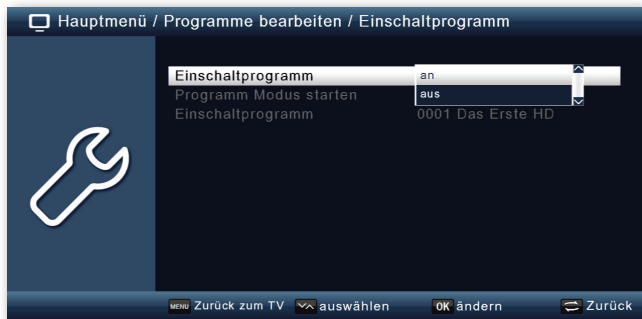 Hauptmenü / Programme bearbeiten / Einschaltprogramm
Einschaltprogramm an
aus
Programm Modus starten
Einschaltprogramm 0001 Das Erste HD
MENU Zurück zum TV auswählen OK ändern Zurück